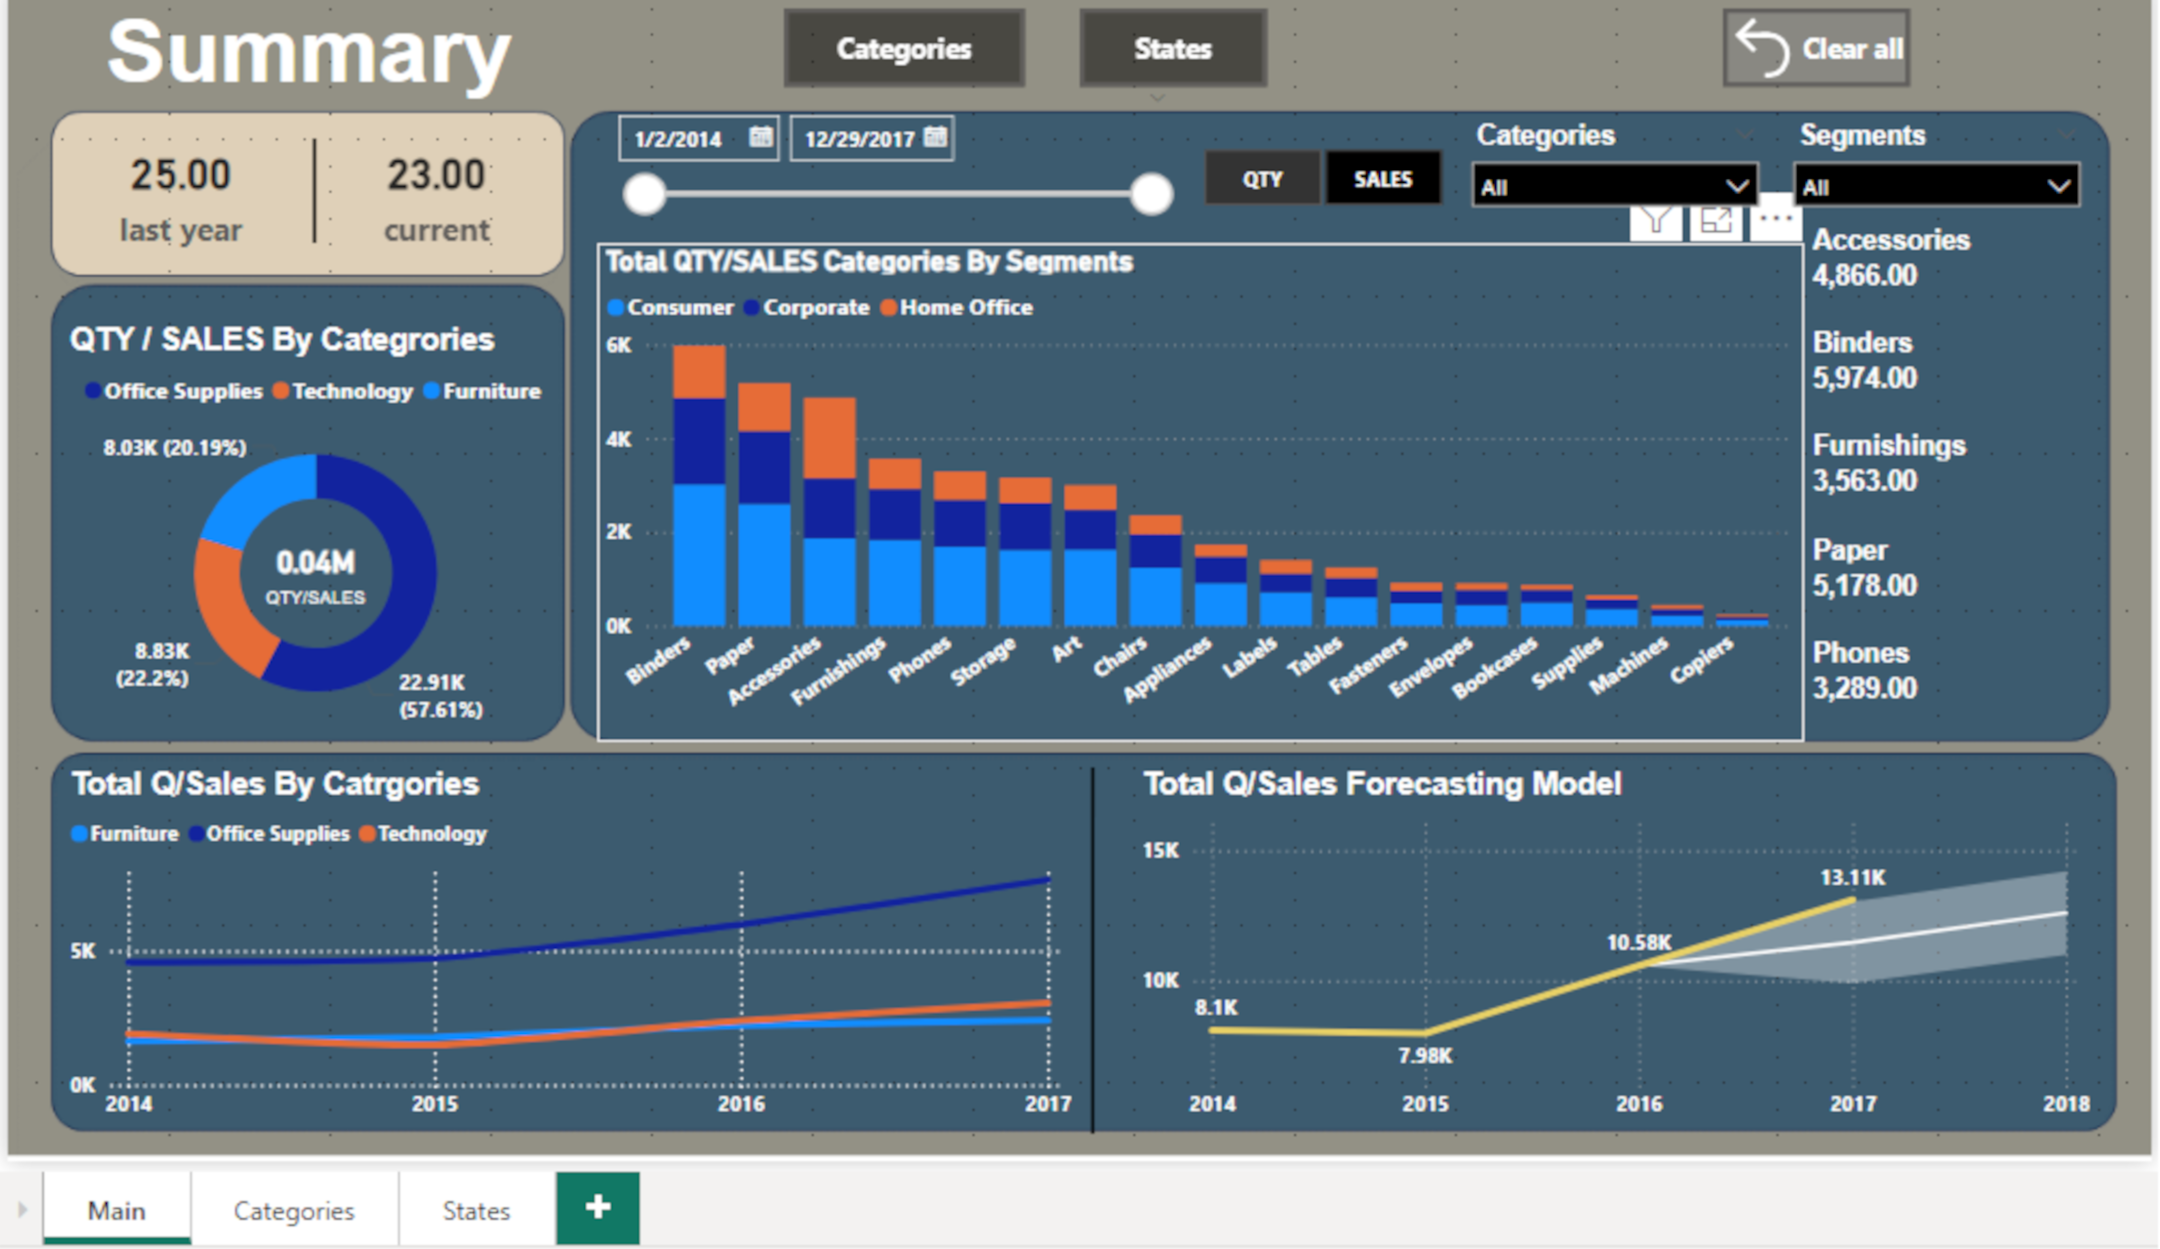 Summary
Categories
States
Clear all
25.00
last year
23.00
current
1/2/2014
12/29/2017
QTY
SALES
Categories
All
Segments
All
QTY / SALES By Categrories
Office Supplies Technology Furniture
8.03K (20.19%)
0.04M
QTY/SALES
8.83K
(22.2%)
22.91K
(57.61%)
Total QTY/SALES Categories By Segments
Consumer Corporate Home Office
6K
4K
2K
0K
Binders
Paper
Accessories
Furnishings
Phones
Storage
Art
Chairs
Appliances
Labels
Tables
Fasteners
Envelopes
Bookcases
Supplies
Machines
Copiers
Accessories
4,866.00
Binders
5,974.00
Furnishings
3,563.00
Paper
5,178.00
Phones
3,289.00
Total Q/Sales By Catrgories
Furniture Office Supplies Technology
5K
0K
2014 2015 2016 2017
Total Q/Sales Forecasting Model
15K
10K
8.1K
7.98K
10.58K
13.11K
2014 2015 2016 2017 2018
Main
Categories
States